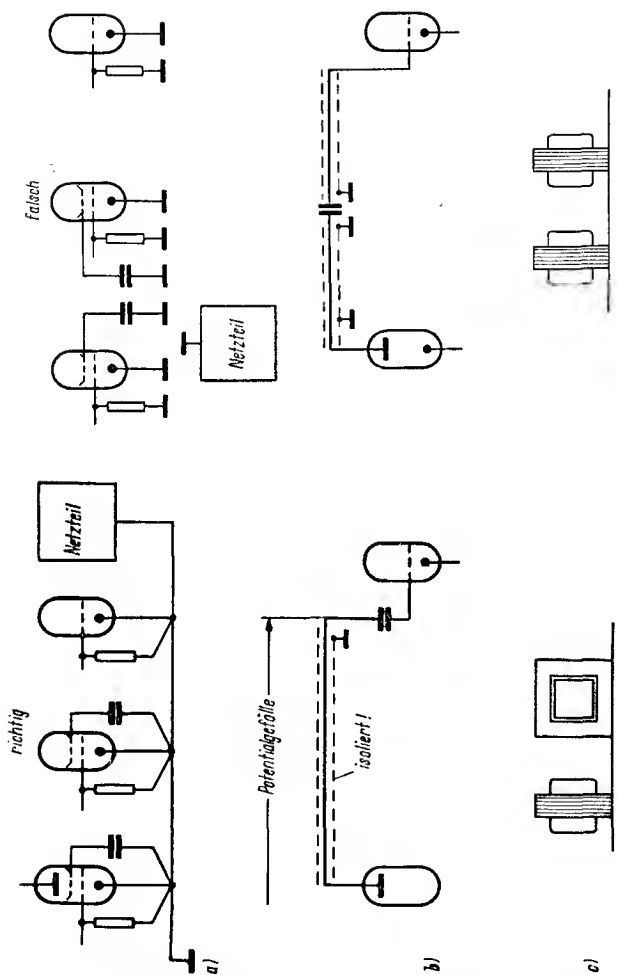 richtig
falsch
Netzteil
Netzteil
a)
Potentialgefälle
isoliert!
b)
c)